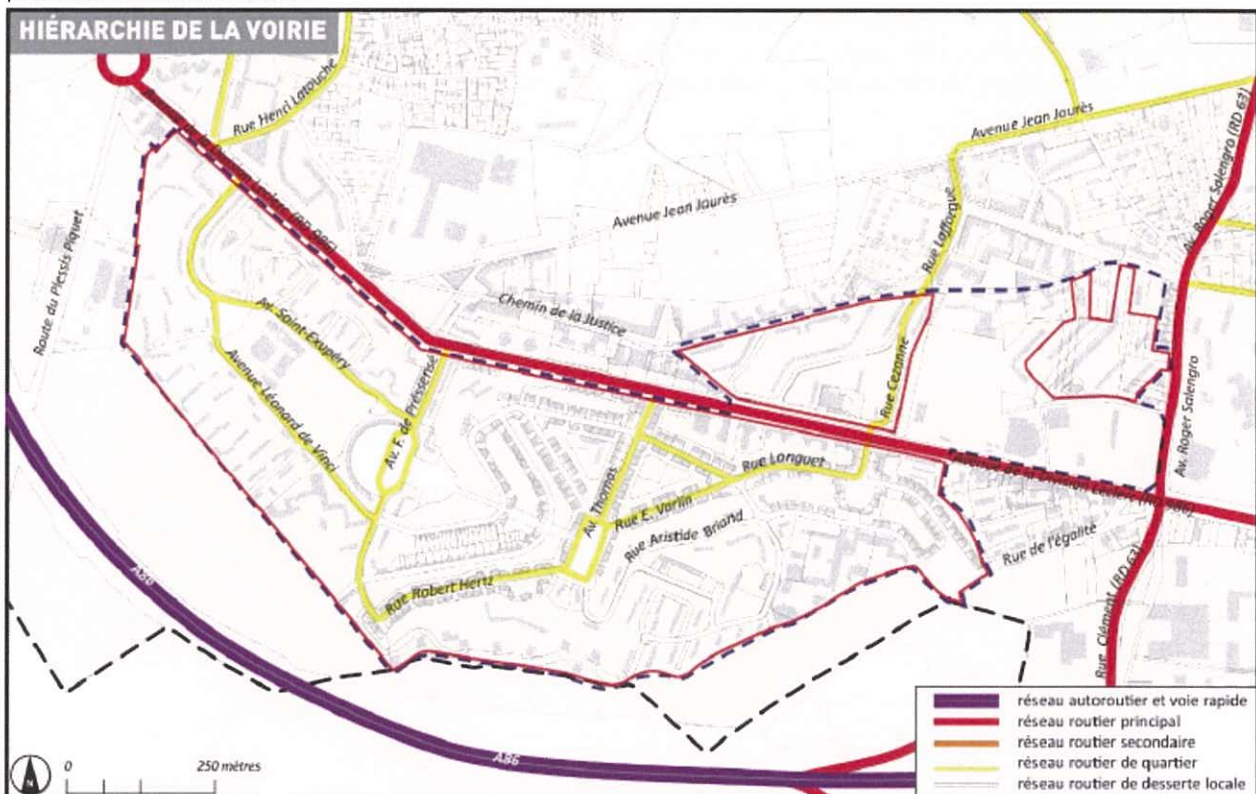 HIÉRARCHIE DE LA VOIRIE
Rue Henri Latouche
Avenue Jean Jaurès
Av. Roger Salengro (RD 63)
Avenue Jean Jaurès
Rue Lafforgue
Route du Plessis Piquet
Chemin de la Justice
Av. Saint-Exupéry
Avenue Léonard de Vinci
Av. F. de Préssensé
Rue Cezanne
Av. Roger Salengro
Rue Longuet
Av. Thomas
Rue E. Varlin
Rue Aristide Briand
Rue de l'égalité
Rue Robert Hertz
Rue Clément (RD 63)
A86
A86
0 250 mètres
N
réseau autoroutier et voie rapide
réseau routier principal
réseau routier secondaire
réseau routier de quartier
réseau routier de desserte locale